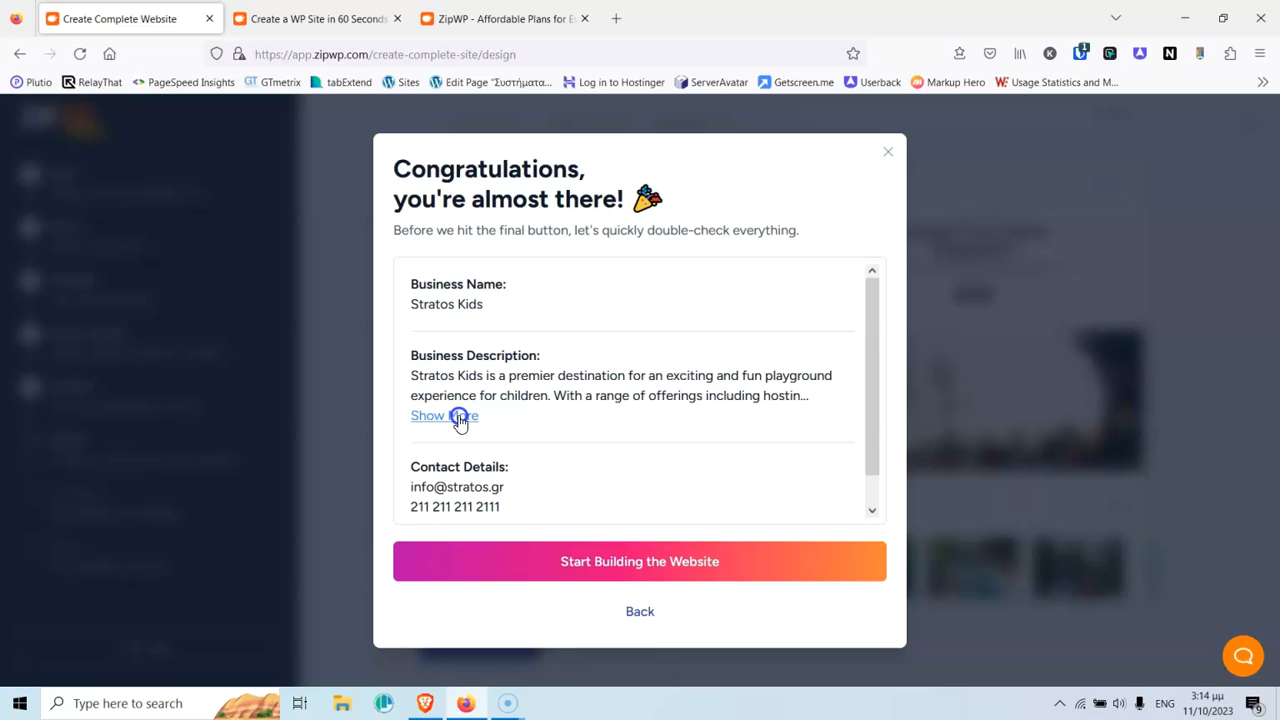 Create Complete Website
Create a WP Site in 60 Seconds
ZipWP - Affordable Plans for Ev
https://app.zipwp.com/create-complete-site/design
Plutio
RelayThat
PageSpeed Insights
GTmetrix
tabExtend
Sites
Edit Page "Συστήματα...
Log in to Hostinger
ServerAvatar
Getscreen.me
Userback
Markup Hero
Usage Statistics and M...
Congratulations,
you're almost there!
Before we hit the final button, let's quickly double-check everything.
Business Name:
Stratos Kids
Business Description:
Stratos Kids is a premier destination for an exciting and fun playground
experience for children. With a range of offerings including hostin...
Show More
Contact Details:
info@stratos.gr
211 211 211 2111
Start Building the Website
Back
Type here to search
ENG
3:14 μμ
11/10/2023